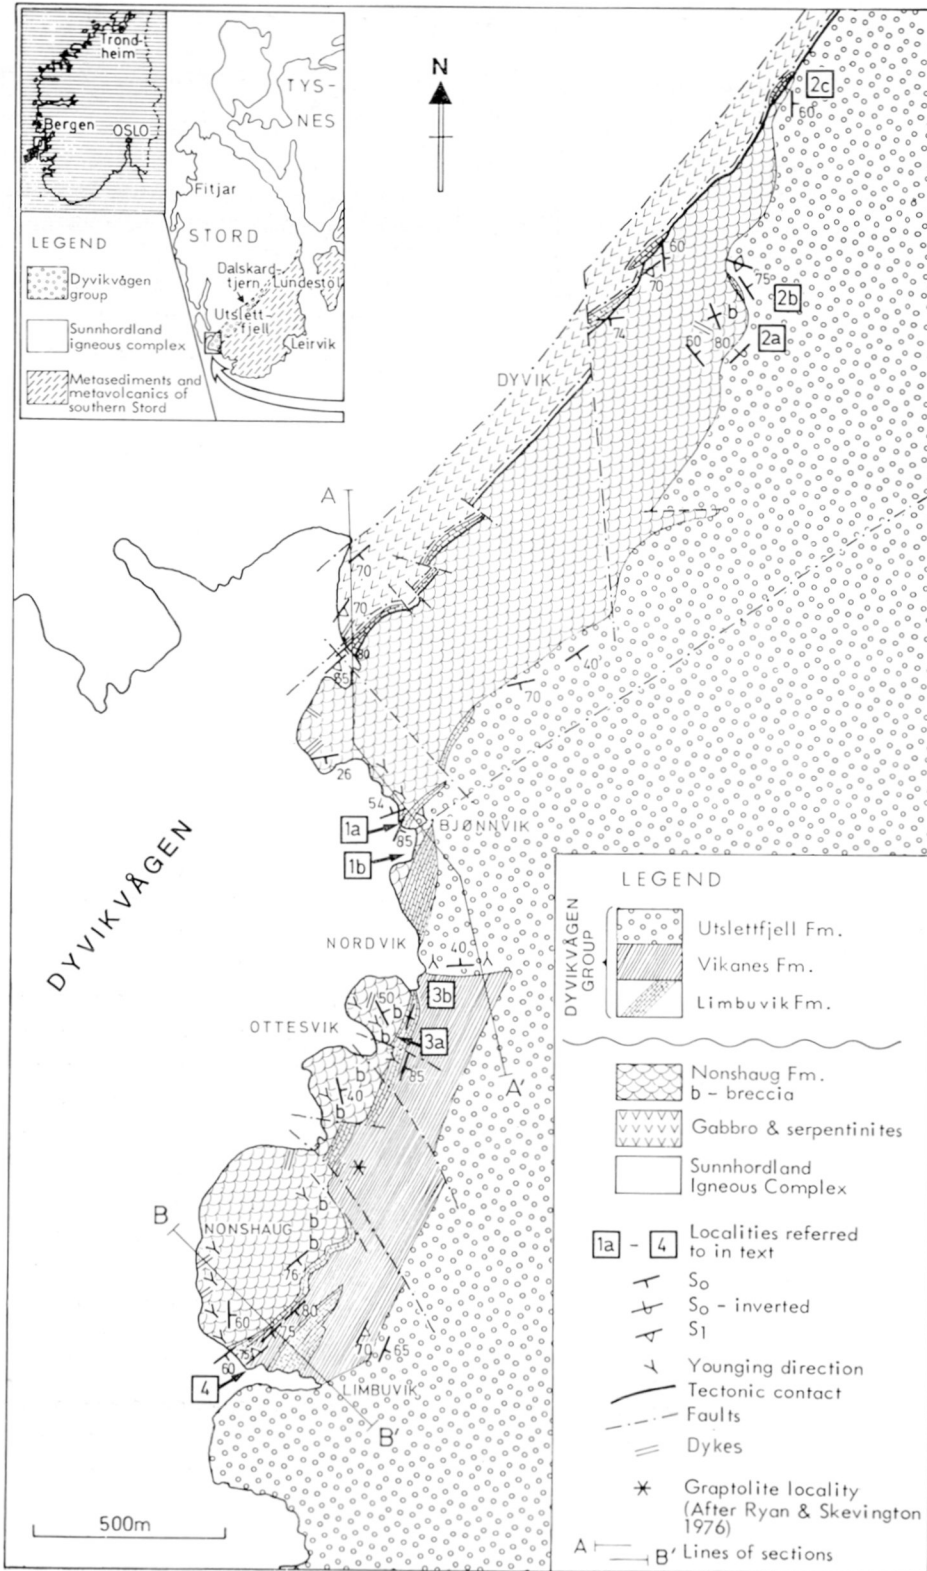 Trond-
heim
Bergen
OSLO
TYS-
NES
Fitjar
STORD
Dalskard-
tjern
Lundestøl
Utslett-
fjell
Leirvik
LEGEND
Dyvikvågen
group
Sunnhordland
igneous complex
Metasediments and
metavolcanics of
southern Stord
N
2c
60
60
70
75
2b
b
74
50
80
2a
DYVIK
A
70
70
80
85
40
70
26
54
1a
BJØNNVIK
85
1b
DYVIKVÅGEN
NORDVIK
40
50
3b
b
OTTESVIK
b
3a
b
85
40
b
A'
B
NONSHAUG
b
b
b
76
60
80
75
75
60
70
65
4
LIMBUVIK
B'
500m
LEGEND
DYVIKVÅGEN
GROUP
Utslettfjell Fm.
Vikanes Fm.
Limbuvik Fm.
Nonshaug Fm.
b - breccia
Gabbro & serpentinites
Sunnhordland
Igneous Complex
1a - 4 Localities referred
to in text
S0
S0 - inverted
S1
Younging direction
Tectonic contact
Faults
Dykes
Graptolite locality
(After Ryan & Skevington
1976)
A B' Lines of sections